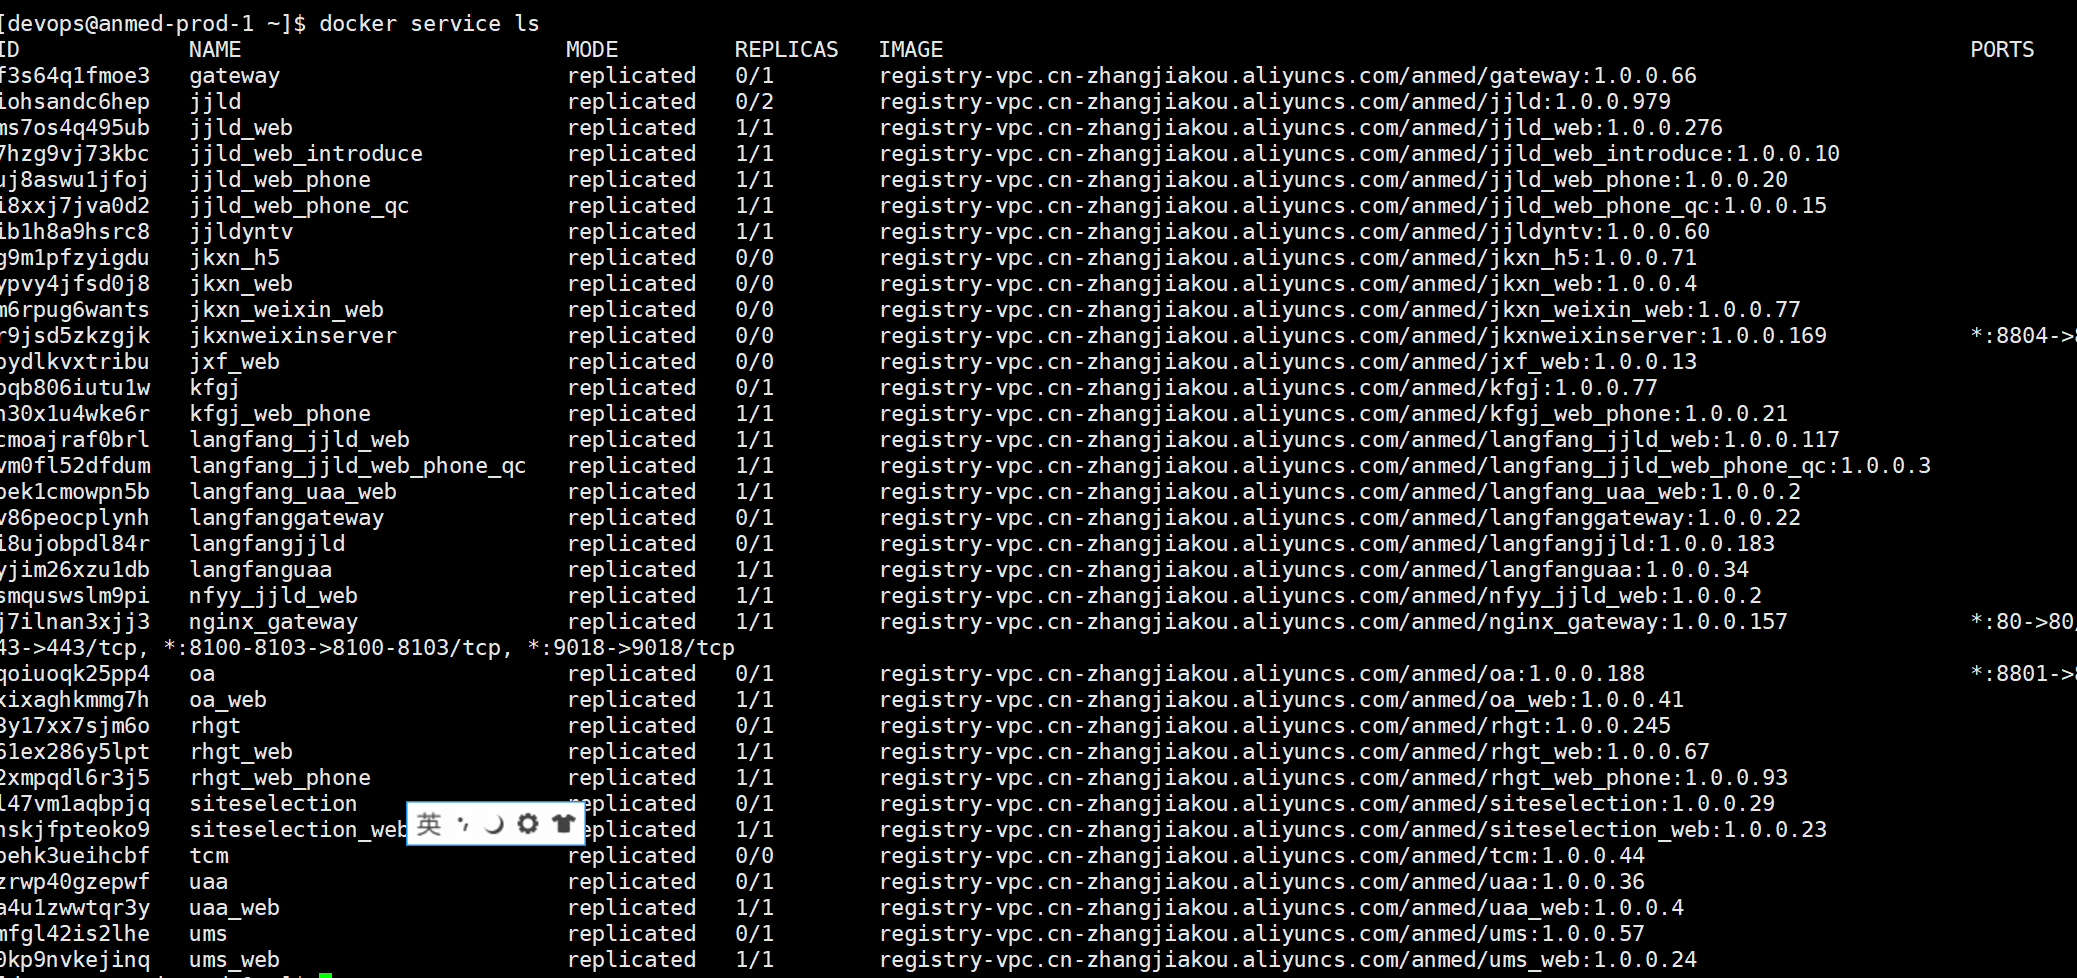 [devops@anmed-prod-1 ~]$ docker service ls
ID NAME MODE REPLICAS IMAGE PORTS
f3s64q1fmoe3 gateway replicated 0/1 registry-vpc.cn-zhangjiakou.aliyuncs.com/anmed/gateway:1.0.0.66
iohsandc6hep jjld replicated 0/2 registry-vpc.cn-zhangjiakou.aliyuncs.com/anmed/jjld:1.0.0.979
ms7os4q495ub jjld_web replicated 1/1 registry-vpc.cn-zhangjiakou.aliyuncs.com/anmed/jjld_web:1.0.0.276
7hzg9vj73kbc jjld_web_introduce replicated 1/1 registry-vpc.cn-zhangjiakou.aliyuncs.com/anmed/jjld_web_introduce:1.0.0.10
uj8aswu1jfoj jjld_web_phone replicated 1/1 registry-vpc.cn-zhangjiakou.aliyuncs.com/anmed/jjld_web_phone:1.0.0.20
i8xxj7jva0d2 jjld_web_phone_qc replicated 1/1 registry-vpc.cn-zhangjiakou.aliyuncs.com/anmed/jjld_web_phone_qc:1.0.0.15
ib1h8a9hsrc8 jjldyntv replicated 1/1 registry-vpc.cn-zhangjiakou.aliyuncs.com/anmed/jjldyntv:1.0.0.60
g9m1pfzyigdu jkxn_h5 replicated 0/0 registry-vpc.cn-zhangjiakou.aliyuncs.com/anmed/jkxn_h5:1.0.0.71
ypvy4jfsd0j8 jkxn_web replicated 0/0 registry-vpc.cn-zhangjiakou.aliyuncs.com/anmed/jkxn_web:1.0.0.4
m6rpug6wants jkxn_weixin_web replicated 0/0 registry-vpc.cn-zhangjiakou.aliyuncs.com/anmed/jkxn_weixin_web:1.0.0.77
r9jsd5zkzgjk jkxnweixinserver replicated 0/0 registry-vpc.cn-zhangjiakou.aliyuncs.com/anmed/jkxnweixinserver:1.0.0.169 *:8804->8
jxf_web replicated 0/0 registry-vpc.cn-zhangjiakou.aliyuncs.com/anmed/jxf_web:1.0.0.13
kfgj replicated 0/1 registry-vpc.cn-zhangjiakou.aliyuncs.com/anmed/kfgj:1.0.0.77
kfgj_web_phone replicated 1/1 registry-vpc.cn-zhangjiakou.aliyuncs.com/anmed/kfgj_web_phone:1.0.0.21
cmoajraf0brl langfang_jjld_web replicated 1/1 registry-vpc.cn-zhangjiakou.aliyuncs.com/anmed/langfang_jjld_web:1.0.0.117
vm0fl52dfdum langfang_jjld_web_phone_qc replicated 1/1 registry-vpc.cn-zhangjiakou.aliyuncs.com/anmed/langfang_jjld_web_phone_qc:1.0.0.3
langfang_uaa_web replicated 1/1 registry-vpc.cn-zhangjiakou.aliyuncs.com/anmed/langfang_uaa_web:1.0.0.2
v86peocplynh langfanggateway replicated 0/1 registry-vpc.cn-zhangjiakou.aliyuncs.com/anmed/langfanggateway:1.0.0.22
i8ujobpdl84r langfangjjld replicated 0/1 registry-vpc.cn-zhangjiakou.aliyuncs.com/anmed/langfangjjld:1.0.0.183
yjim26xzu1db langfanguaa replicated 1/1 registry-vpc.cn-zhangjiakou.aliyuncs.com/anmed/langfanguaa:1.0.0.34
smquswslm9pi nfyy_jjld_web replicated 1/1 registry-vpc.cn-zhangjiakou.aliyuncs.com/anmed/nfyy_jjld_web:1.0.0.2
j7ilnan3xjj3 nginx_gateway replicated 1/1 registry-vpc.cn-zhangjiakou.aliyuncs.com/anmed/nginx_gateway:1.0.0.157 *:80->80/
43->443/tcp, *:8100-8103->8100-8103/tcp, *:9018->9018/tcp
qoiuoqk25pp4 oa replicated 0/1 registry-vpc.cn-zhangjiakou.aliyuncs.com/anmed/oa:1.0.0.188 *:8801->8
xixaghkmmg7h oa_web replicated 1/1 registry-vpc.cn-zhangjiakou.aliyuncs.com/anmed/oa_web:1.0.0.41
3y17xx7sjm6o rhgt replicated 0/1 registry-vpc.cn-zhangjiakou.aliyuncs.com/anmed/rhgt:1.0.0.245
61ex286y5lpt rhgt_web replicated 1/1 registry-vpc.cn-zhangjiakou.aliyuncs.com/anmed/rhgt_web:1.0.0.67
2xmpqdl6r3j5 rhgt_web_phone replicated 1/1 registry-vpc.cn-zhangjiakou.aliyuncs.com/anmed/rhgt_web_phone:1.0.0.93
l47vm1aqbpjq siteselection replicated 0/1 registry-vpc.cn-zhangjiakou.aliyuncs.com/anmed/siteselection:1.0.0.29
英
siteselection_web eplicated 1/1 registry-vpc.cn-zhangjiakou.aliyuncs.com/anmed/siteselection_web:1.0.0.23
tcm replicated 0/0 registry-vpc.cn-zhangjiakou.aliyuncs.com/anmed/tcm:1.0.0.44
zrwp40gzepwf uaa replicated 0/1 registry-vpc.cn-zhangjiakou.aliyuncs.com/anmed/uaa:1.0.0.36
a4u1zwwtqr3y uaa_web replicated 1/1 registry-vpc.cn-zhangjiakou.aliyuncs.com/anmed/uaa_web:1.0.0.4
mfgl42is2lhe ums replicated 0/1 registry-vpc.cn-zhangjiakou.aliyuncs.com/anmed/ums:1.0.0.57
0kp9nvkejinq ums_web replicated 1/1 registry-vpc.cn-zhangjiakou.aliyuncs.com/anmed/ums_web:1.0.0.24